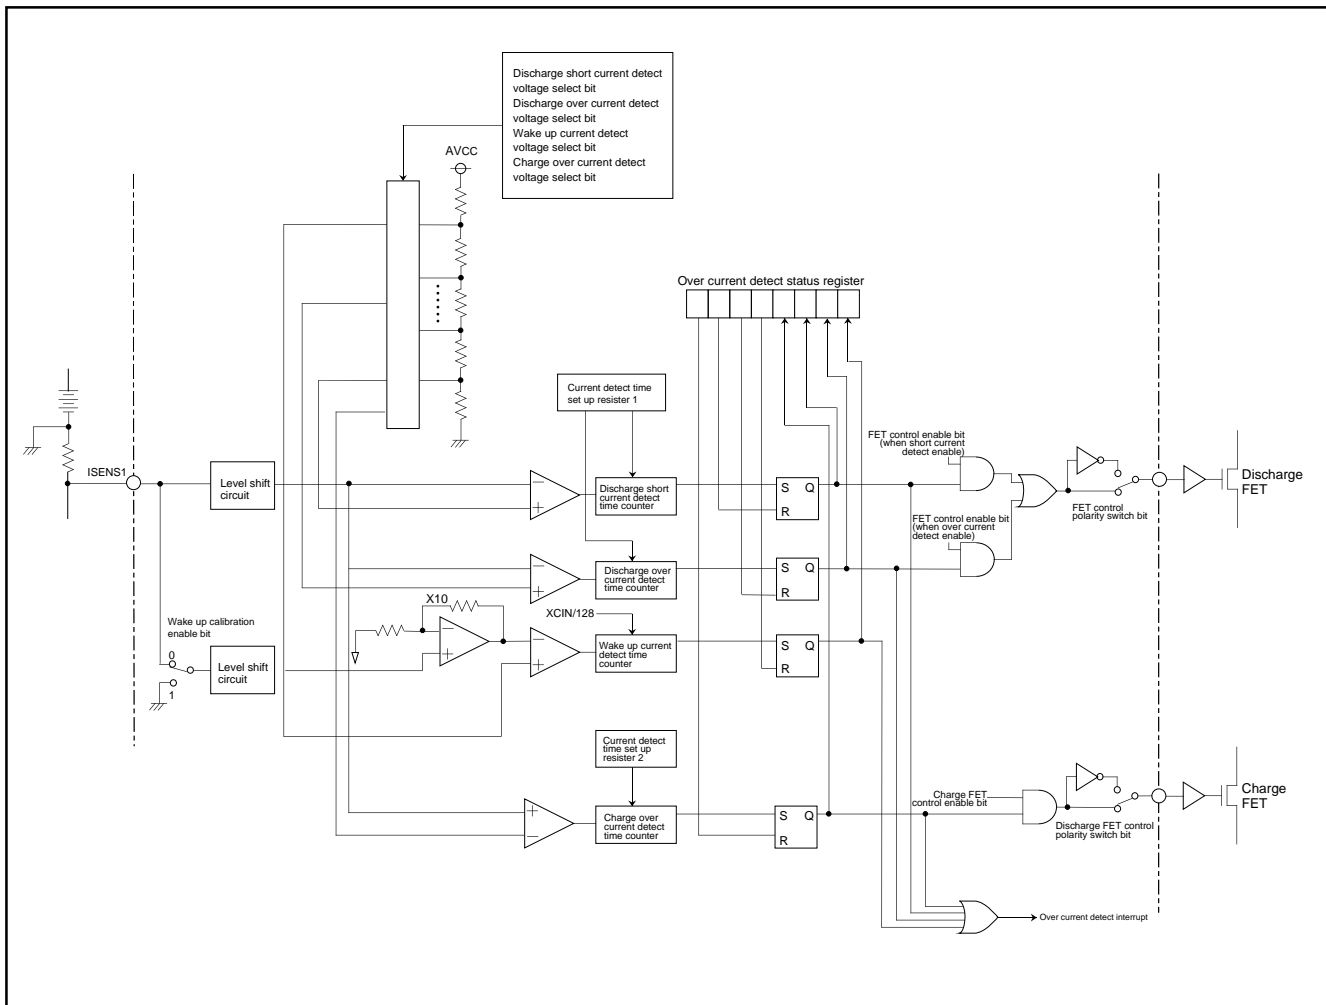 Discharge short current detect
voltage select bit
Discharge over current detect
voltage select bit
Wake up current detect
voltage select bit
Charge over current detect
voltage select bit
AVCC
Over current detect status register
Current detect time
set up resister 1
ISENS1
Level shift
circuit
Discharge short
current detect
time counter
S Q
R
FET control enable bit
(when short current
detect enable)
FET control
polarity switch bit
Discharge
FET
FET control enable bit
(when over current
detect enable)
Discharge over
current detect
time counter
S Q
R
X10
XCIN/128
Wake up calibration
enable bit
0
1
Level shift
circuit
Wake up current
detect time
counter
S Q
R
Current detect
time set up
resister 2
Charge over
current detect
time counter
S Q
R
Charge FET
control enable bit
Discharge FET control
polarity switch bit
Charge
FET
Over current detect interrupt